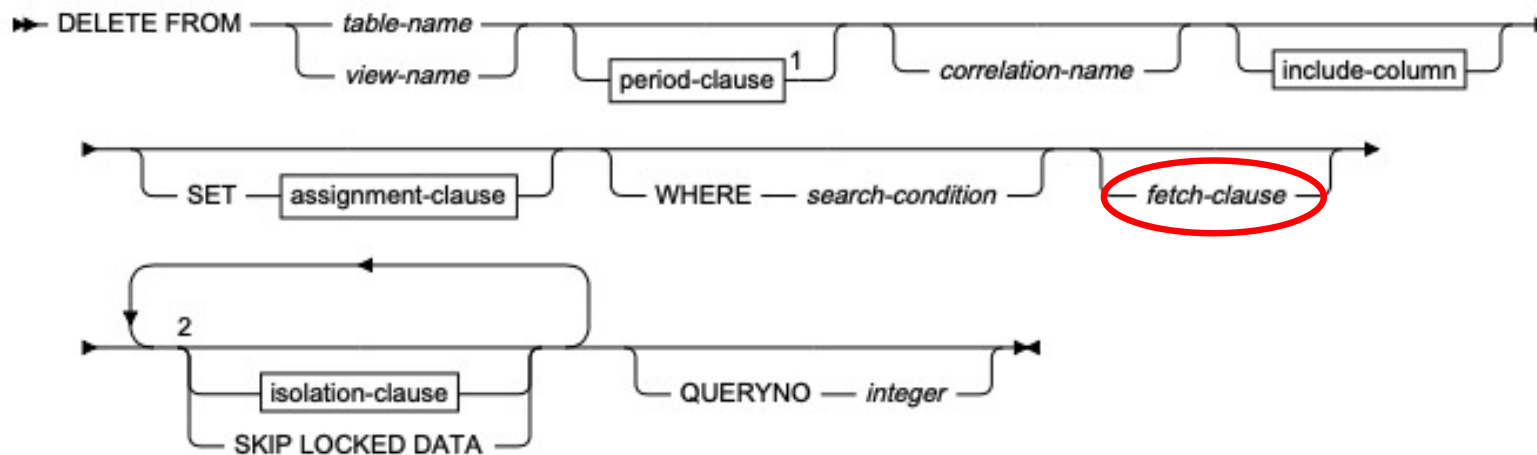 DELETE FROM table-name
view-name period-clause 1 correlation-name include-column
SET assignment-clause WHERE search-condition fetch-clause
2
isolation-clause QUERYNO integer
SKIP LOCKED DATA